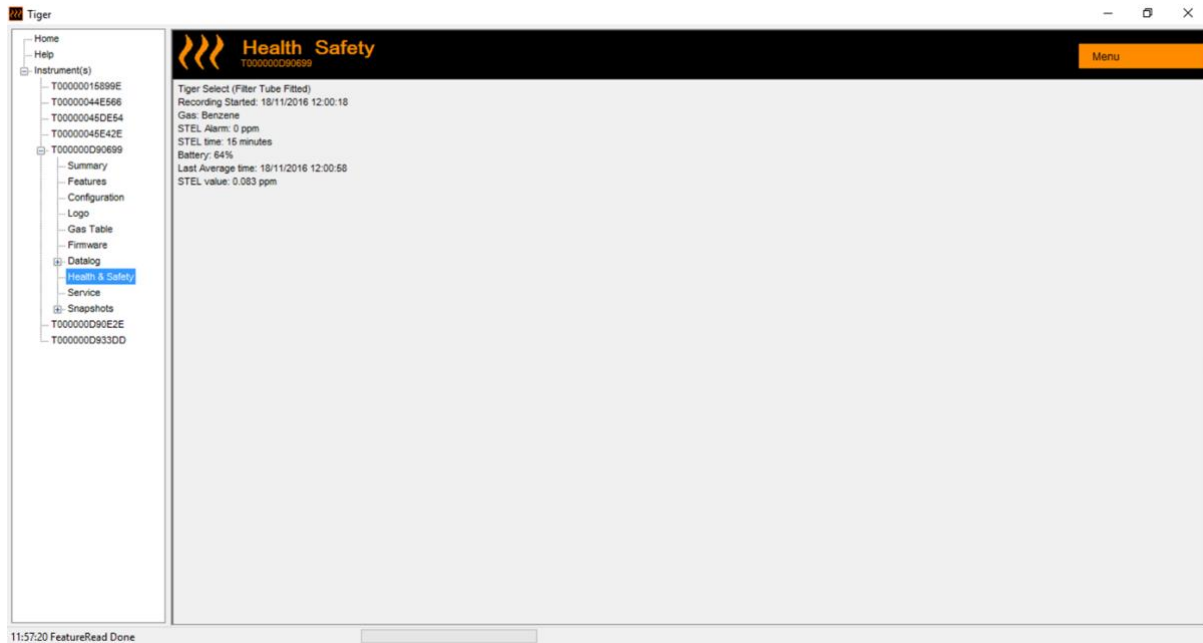 Tiger
Home
Help
Instrument(s)
T00000015899E
T00000044E566
T00000045DE54
T00000045E42E
T000000D90699
Summary
Features
Configuration
Logo
Gas Table
Firmware
Datalog
Health & Safety
Service
Snapshots
T000000D90E2E
T000000D933DD
Health Safety
T000000D90699
Menu
Tiger Select (Filter Tube Fitted)
Recording Started: 18/11/2016 12:00:18
Gas: Benzene
STEL Alarm: 0 ppm
STEL time: 15 minutes
Battery: 64%
Last Average time: 18/11/2016 12:00:58
STEL value: 0.083 ppm
11:57:20 FeatureRead Done